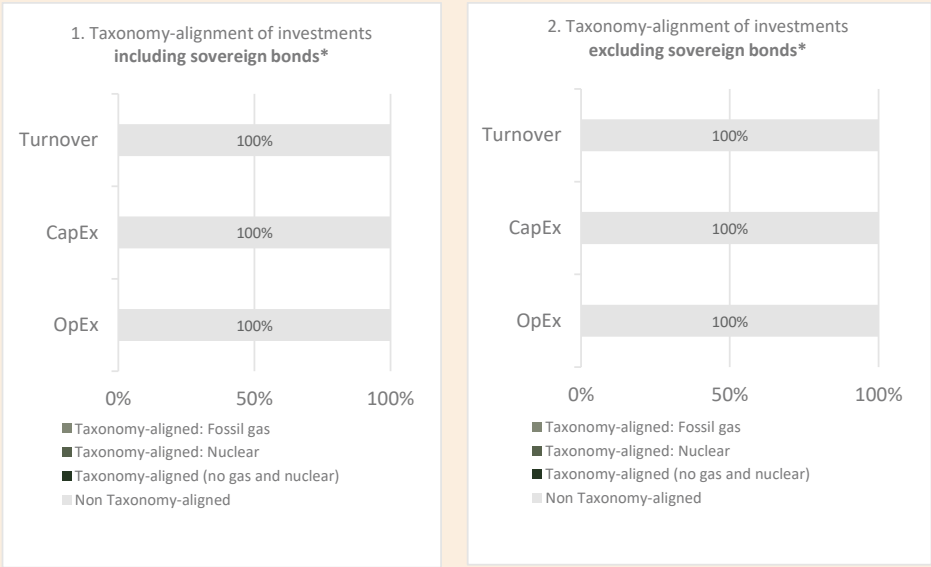 1. Taxonomy-alignment of investments
including sovereign bonds*
Turnover
100%
CapEx
100%
OpEx
100%
0%
50%
100%
Taxonomy-aligned: Fossil gas
Taxonomy-aligned: Nuclear
Taxonomy-aligned (no gas and nuclear)
Non Taxonomy-aligned
2. Taxonomy-alignment of investments
excluding sovereign bonds*
Turnover
100%
CapEx
100%
OpEx
100%
0%
50%
100%
Taxonomy-aligned: Fossil gas
Taxonomy-aligned: Nuclear
Taxonomy-aligned (no gas and nuclear)
Non Taxonomy-aligned